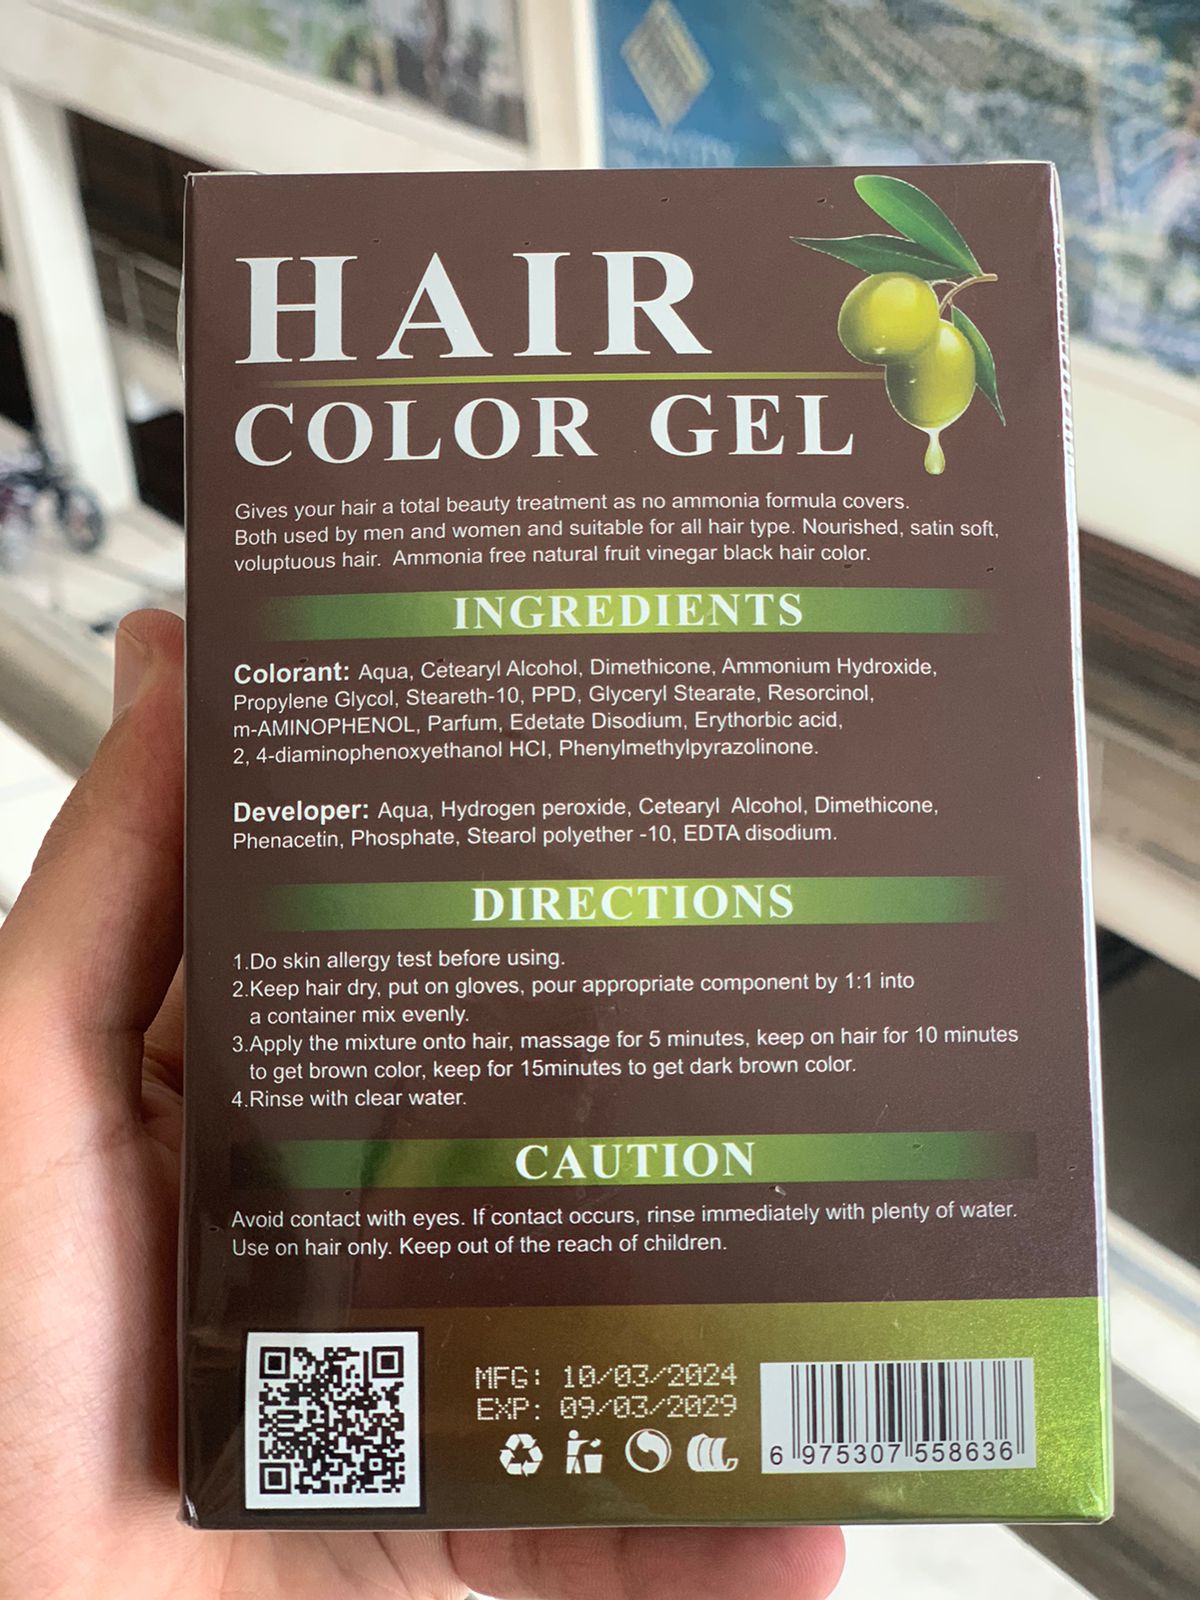 HAIR
COLOR GEL
Gives your hair a total beauty treatment as no ammonia formula covers.
Both used by men and women and suitable for all hair type. Nourished, satin soft,
voluptuous hair. Ammonia free natural fruit vinegar black hair color.
INGREDIENTS
Colorant: Aqua, Cetearyl Alcohol, Dimethicone, Ammonium Hydroxide,
Propylene Glycol, Steareth-10, PPD, Glyceryl Stearate, Resorcinol,
m-AMINOPHENOL, Parfum, Edetate Disodium, Erythorbic acid,
2, 4-diaminophenoxyethanol HCI, Phenylmethylpyrazolinone.
Developer: Aqua, Hydrogen peroxide, Cetearyl Alcohol, Dimethicone,
Phenacetin, Phosphate, Stearol polyether -10, EDTA disodium.
DIRECTIONS
1.Do skin allergy test before using.
2.Keep hair dry, put on gloves, pour appropriate component by 1:1 into
a container mix evenly.
3.Apply the mixture onto hair, massage for 5 minutes, keep on hair for 10 minutes
to get brown color, keep for 15minutes to get dark brown color.
4.Rinse with clear water.
CAUTION
Avoid contact with eyes. If contact occurs, rinse immediately with plenty of water.
Use on hair only. Keep out of the reach of children.
MFG: 10/03/2024
EXP: 09/03/2029
6 975307 558636